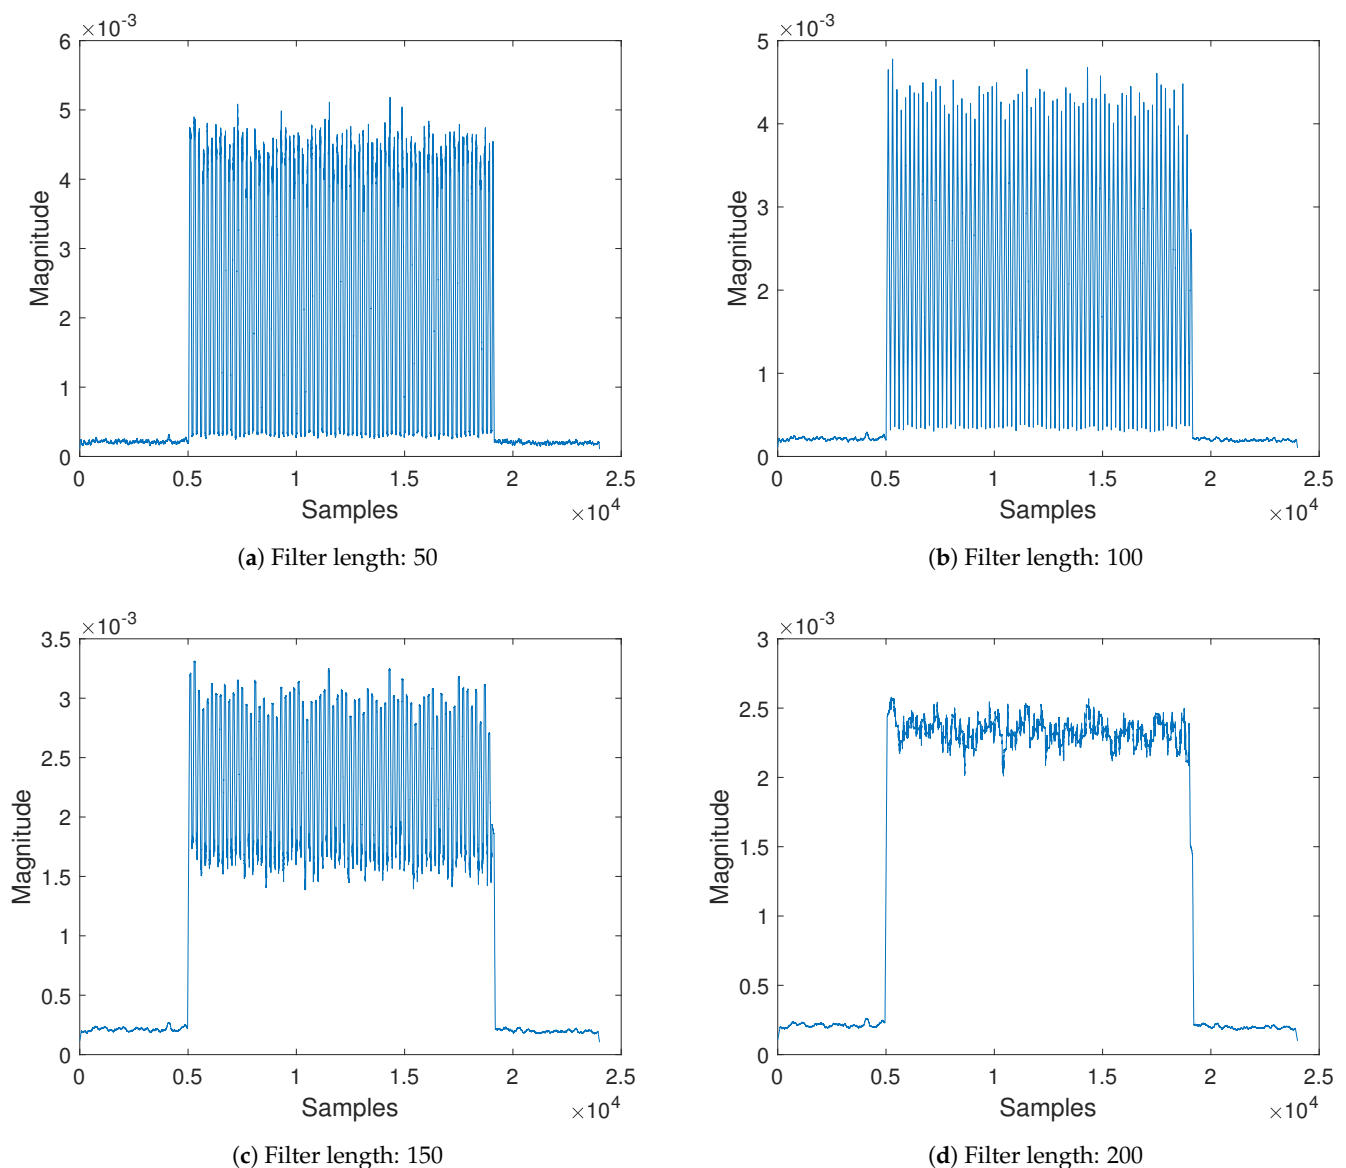 ×10⁻³
6
5
4
3
2
1
0
Magnitude
0 0.5 1 1.5 2 2.5
Samples
×10⁴
(a) Filter length: 50
×10⁻³
5
4
3
2
1
0
Magnitude
0 0.5 1 1.5 2 2.5
Samples
×10⁴
(b) Filter length: 100
×10⁻³
3.5
3
2.5
2
1.5
1
0.5
0
Magnitude
0 0.5 1 1.5 2 2.5
Samples
×10⁴
(c) Filter length: 150
×10⁻³
3
2.5
2
1.5
1
0.5
0
Magnitude
0 0.5 1 1.5 2 2.5
Samples
×10⁴
(d) Filter length: 200